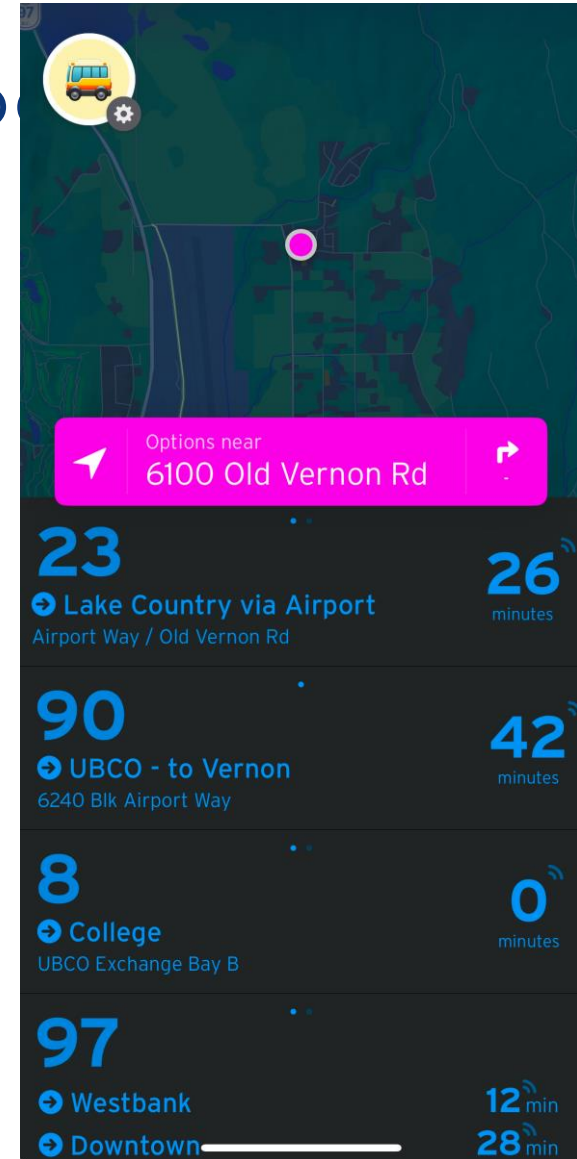 97
Options near
6100 Old Vernon Rd
23
Lake Country via Airport
Airport Way / Old Vernon Rd
26
minutes
90
UBCO - to Vernon
6240 Blk Airport Way
42
minutes
8
College
UBCO Exchange Bay B
0
minutes
97
Westbank
12 min
Downtown
28 min